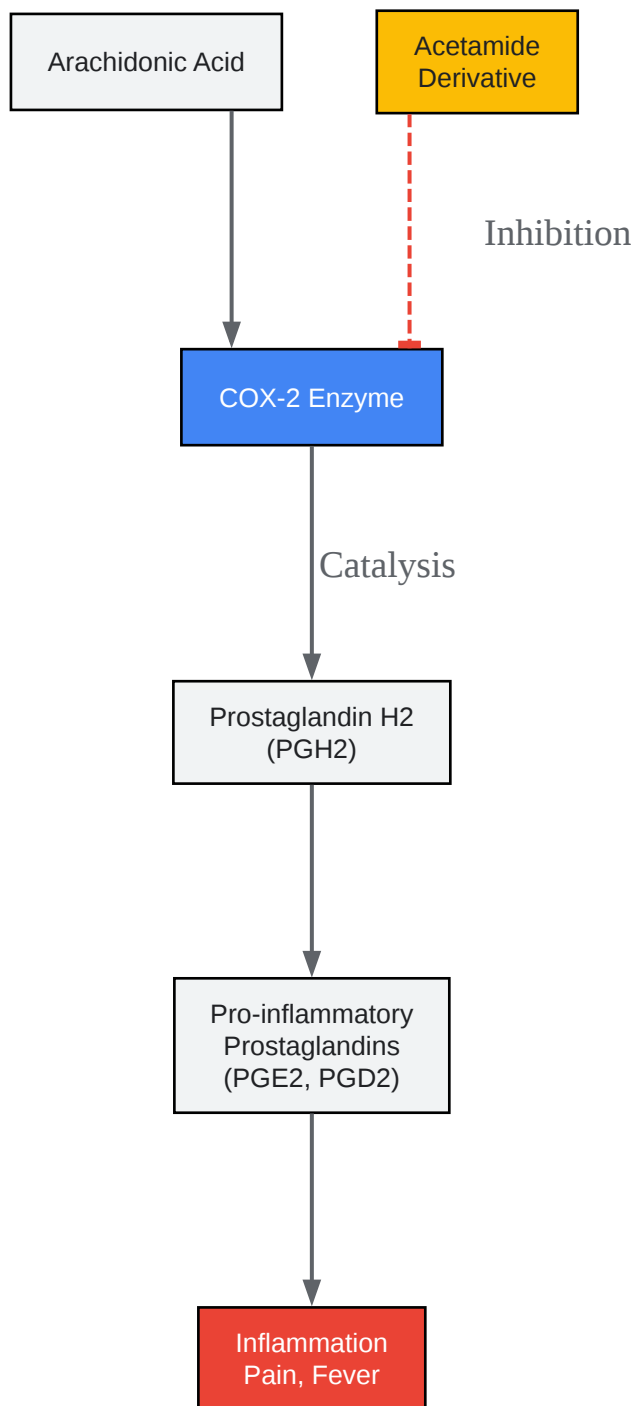 Arachidonic Acid
Acetamide
Derivative
Inhibition
COX-2 Enzyme
Catalysis
Prostaglandin H2
(PGH2)
Pro-inflammatory
Prostaglandins
(PGE2, PGD2)
Inflammation
Pain, Fever